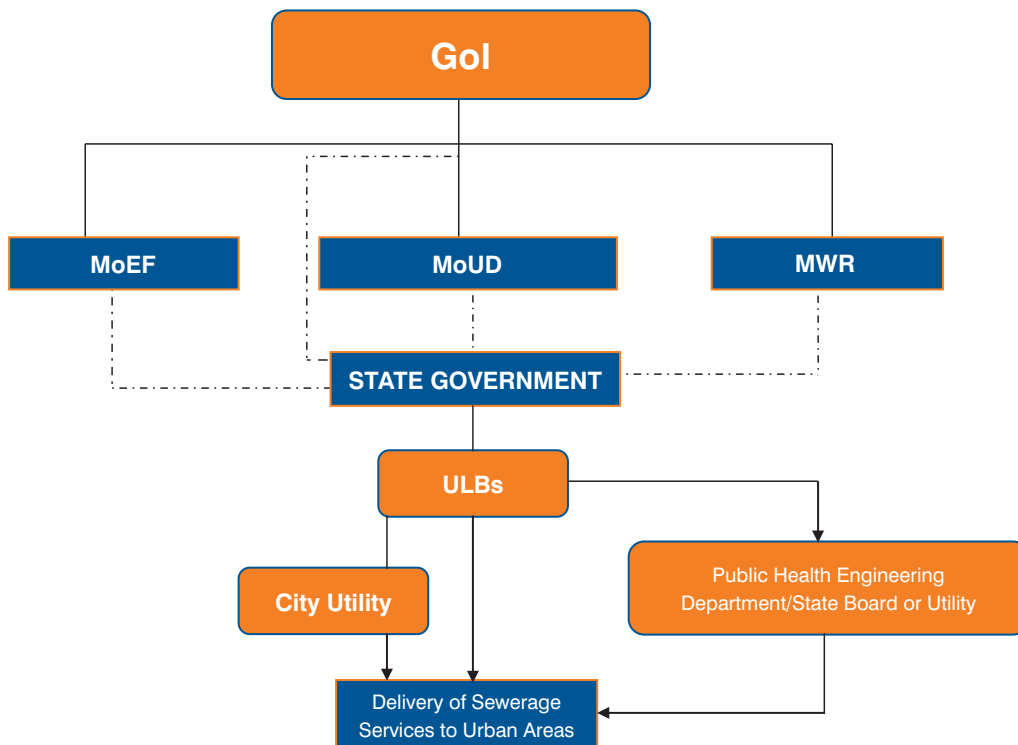 GoI
MoEF
MoUD
MWR
STATE GOVERNMENT
ULBs
City Utility
Public Health Engineering
Department/State Board or Utility
Delivery of Sewerage
Services to Urban Areas